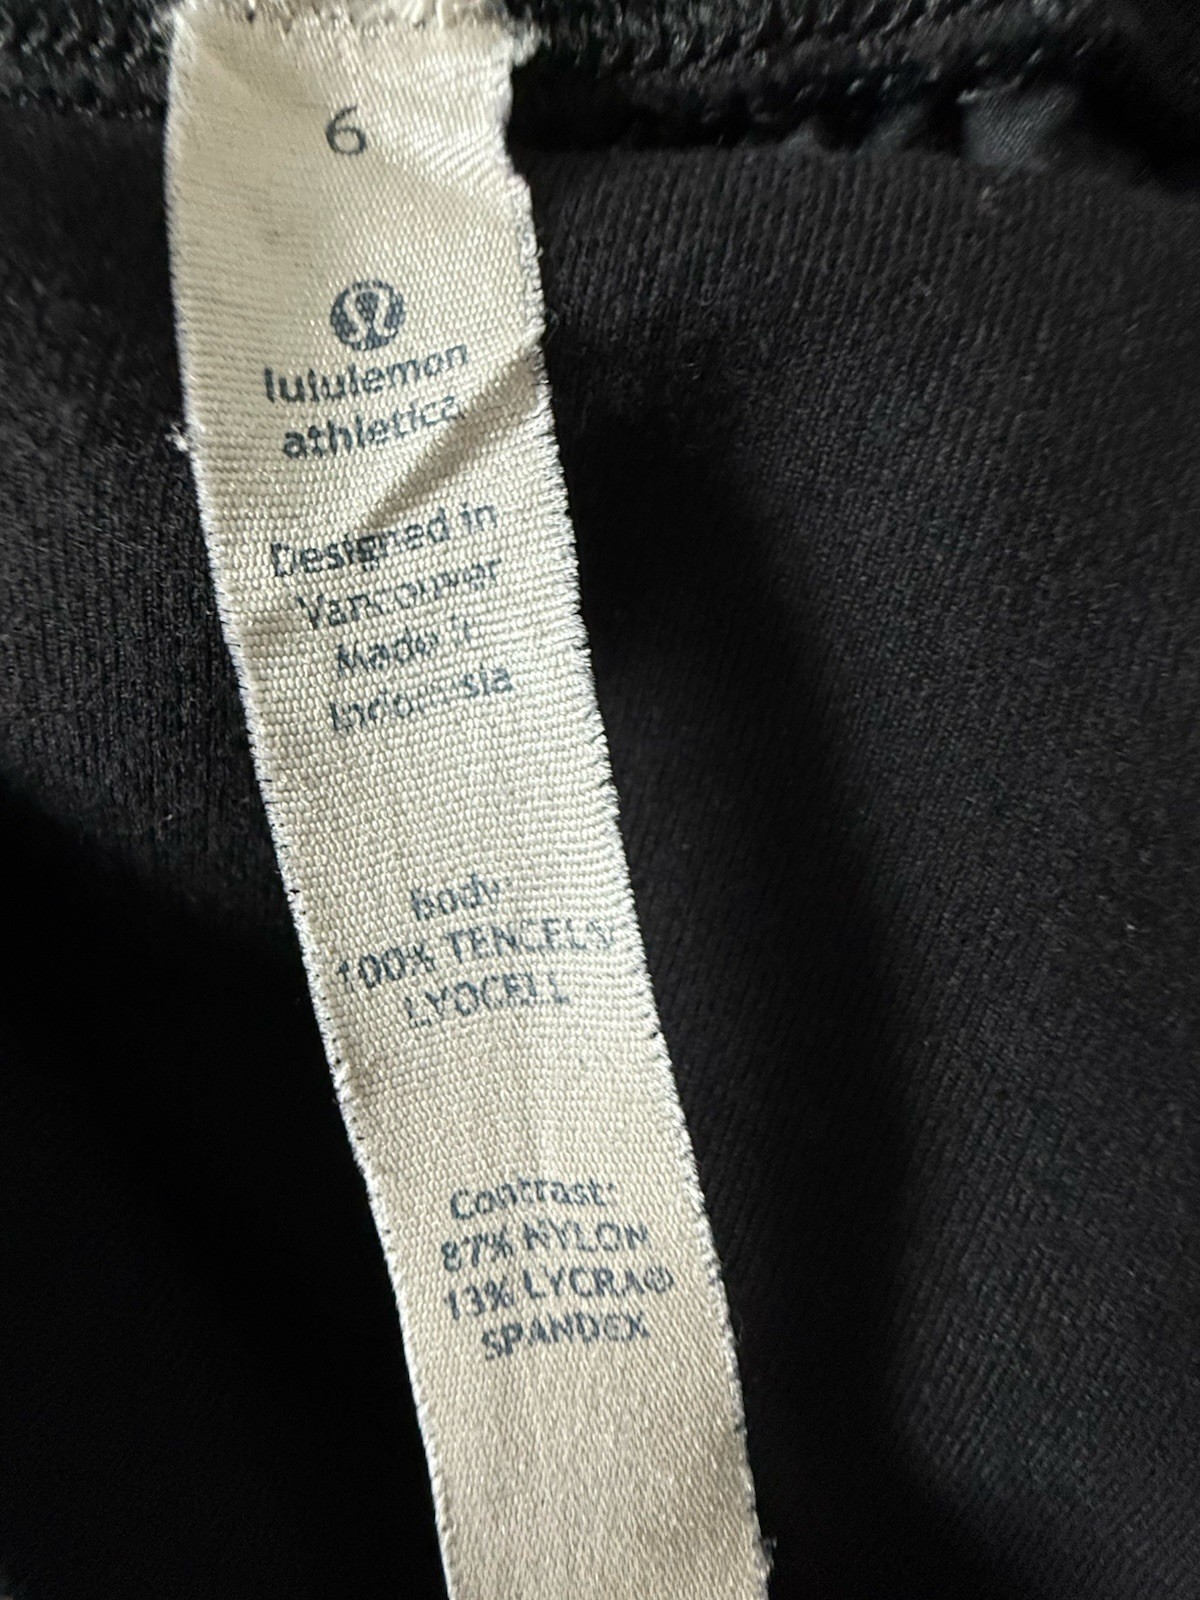 6
lululemon
athletica
Designed in
Vancouver
Made in
Indonesia
body:
100% TENCEL®
LYOCELL
Contrast:
87% NYLON
13% LYCRA®
SPANDEX